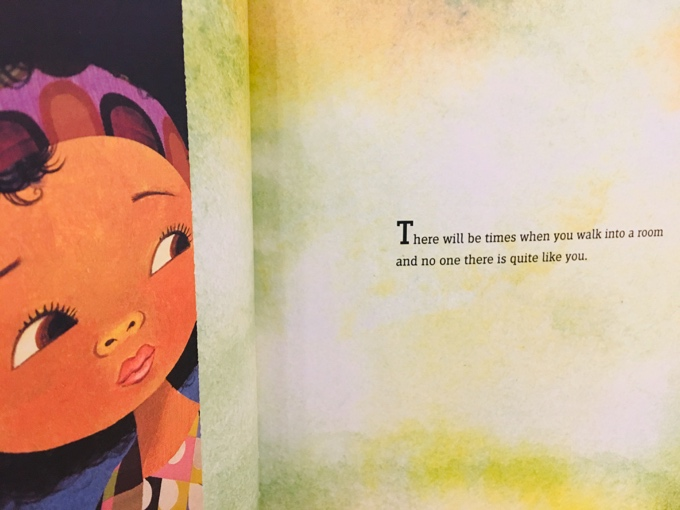 There will be times when you walk into a room
and no one there is quite like you.